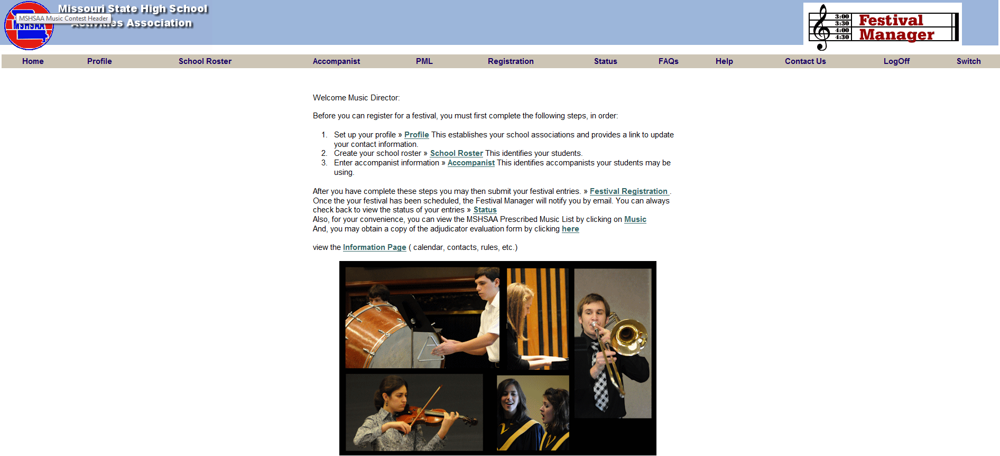 Missouri State High School
Activities Association
MSHSAA Music Contest Header
MSHSAA
3:00
3:30
4:00
4:30
Festival
Manager
Home Profile School Roster Accompanist PML Registration Status FAQs Help Contact Us LogOff Switch
Welcome Music Director:
Before you can register for a festival, you must first complete the following steps, in order:
1. Set up your profile » Profile This establishes your school associations and provides a link to update
your contact information.
2. Create your school roster » School Roster This identifies your students.
3. Enter accompanist information » Accompanist This identifies accompanists your students may be
using.
After you have complete these steps you may then submit your festival entries. » Festival Registration .
Once the your festival has been scheduled, the Festival Manager will notify you by email. You can always
check back to view the status of your entries » Status
Also, for your convenience, you can view the MSHSAA Prescribed Music List by clicking on Music
And, you may obtain a copy of the adjudicator evaluation form by clicking here
view the Information Page ( calendar, contacts, rules, etc.)